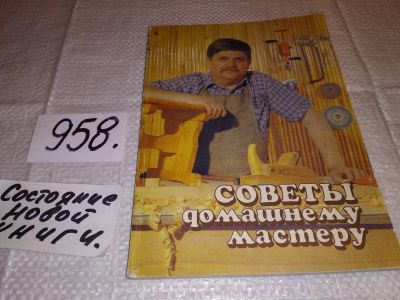 958.
Состояние
новой
книги.
СОВЕТЫ
домашнему
мастеру